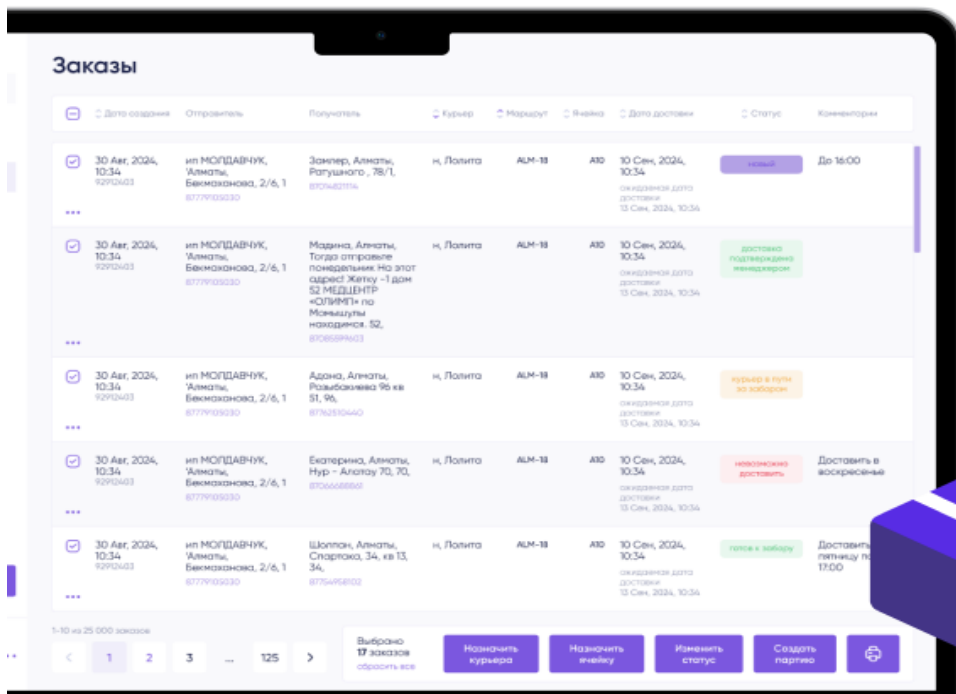 Заказы
Дата создания Отправитель Получатель Курьер Маршрут Ячейка Дата доставки Статус Комментарии
30 Авг, 2024, ип МОЛДАВЧУК, Замлер, Алматы, н, Лолита ALM-18 A10 10 Сен, 2024, новый До 16:00
10:34 'Алматы, Ратушного , 78/1, 10:34
92912403 Бекмаханова, 2/6, 1 87014821114 ожидаемая дата
87779105030 доставки
13 Сен, 2024, 10:34
30 Авг, 2024, ип МОЛДАВЧУК, Мадина, Алматы, н, Лолита ALM-18 A10 10 Сен, 2024, доставка
10:34 'Алматы, Тогда отправьте 10:34 подтверждена
92912403 Бекмаханова, 2/6, 1 понедельник На этот ожидаемая дата менеджером
87779105030 адрес! Жетку -1 дом доставки
52 МЕДЦЕНТР 13 Сен, 2024, 10:34
«ОЛИМП» по
Момышулы
находимся. 52,
87085899603
30 Авг, 2024, ип МОЛДАВЧУК, Адана, Алматы, н, Лолита ALM-18 A10 10 Сен, 2024, курьер в пути
10:34 'Алматы, Розыбакиева 96 кв 10:34 за забором
92912403 Бекмаханова, 2/6, 1 51, 96, ожидаемая дата
87779105030 87762510440 доставки
13 Сен, 2024, 10:34
30 Авг, 2024, ип МОЛДАВЧУК, Екатерина, Алматы, н, Лолита ALM-18 A10 10 Сен, 2024, невозможно Доставить в
10:34 'Алматы, Нур - Алатау 70, 70, 10:34 доставить воскресенье
92912403 Бекмаханова, 2/6, 1 87066688861 ожидаемая дата
87779105030 доставки
13 Сен, 2024, 10:34
30 Авг, 2024, ип МОЛДАВЧУК, Шолпан, Алматы, н, Лолита ALM-18 A10 10 Сен, 2024, готов к забору Доставить
10:34 'Алматы, Спартака, 34, кв 13, 10:34 пятницу
92912403 Бекмаханова, 2/6, 1 34, ожидаемая дата 17:00
87779105030 87754958102 доставки
13 Сен, 2024, 10:34
1-10 из 25 000 заказов
1 2 3 ... 125
Выбрано
17 заказов
сбросить все
Назначить
курьера
Назначить
ячейку
Изменить
статус
Создать
партию